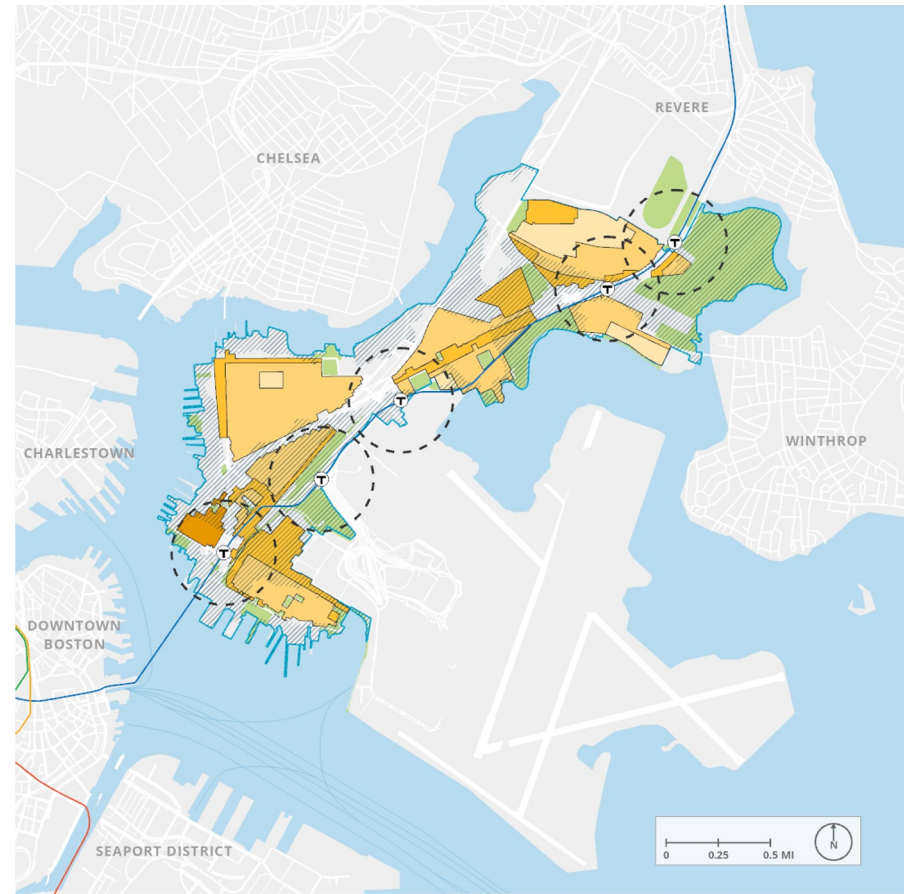 REVERE
CHELSEA
T
T
T
WINTHROP
CHARLESTOWN
T
T
DOWNTOWN
BOSTON
SEAPORT DISTRICT
0 0.25 0.5 MI
N